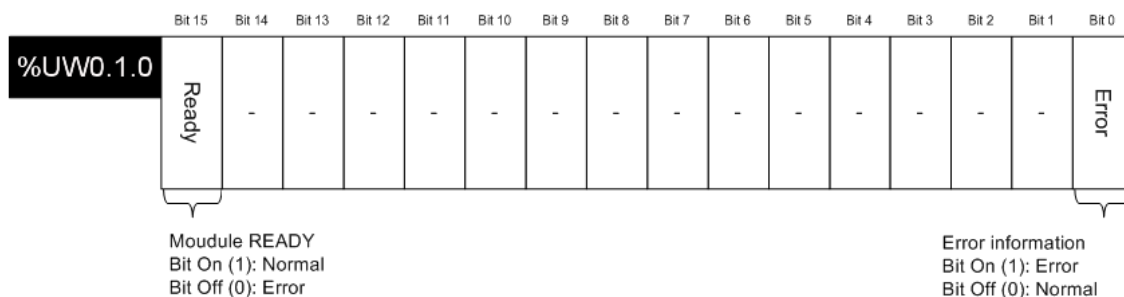 Bit 15 Bit 14 Bit 13 Bit 12 Bit 11 Bit 10 Bit 9 Bit 8 Bit 7 Bit 6 Bit 5 Bit 4 Bit 3 Bit 2 Bit 1 Bit 0
%UW0.1.0 Ready - - - - - - - - - - - - - - Error
Moudule READY
Bit On (1): Normal
Bit Off (0): Error
Error information
Bit On (1): Error
Bit Off (0): Normal